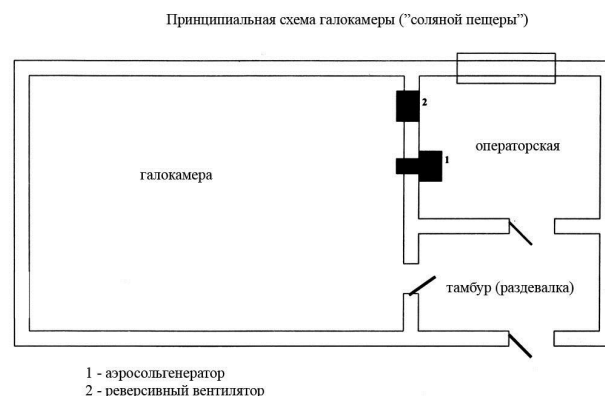 Принципиальная схема галокамеры ("соляной пещеры")
2
операторская
1
галокамера
тамбур (раздевалка)
1 - аэрозольгенератор
2 - реверсивный вентилятор